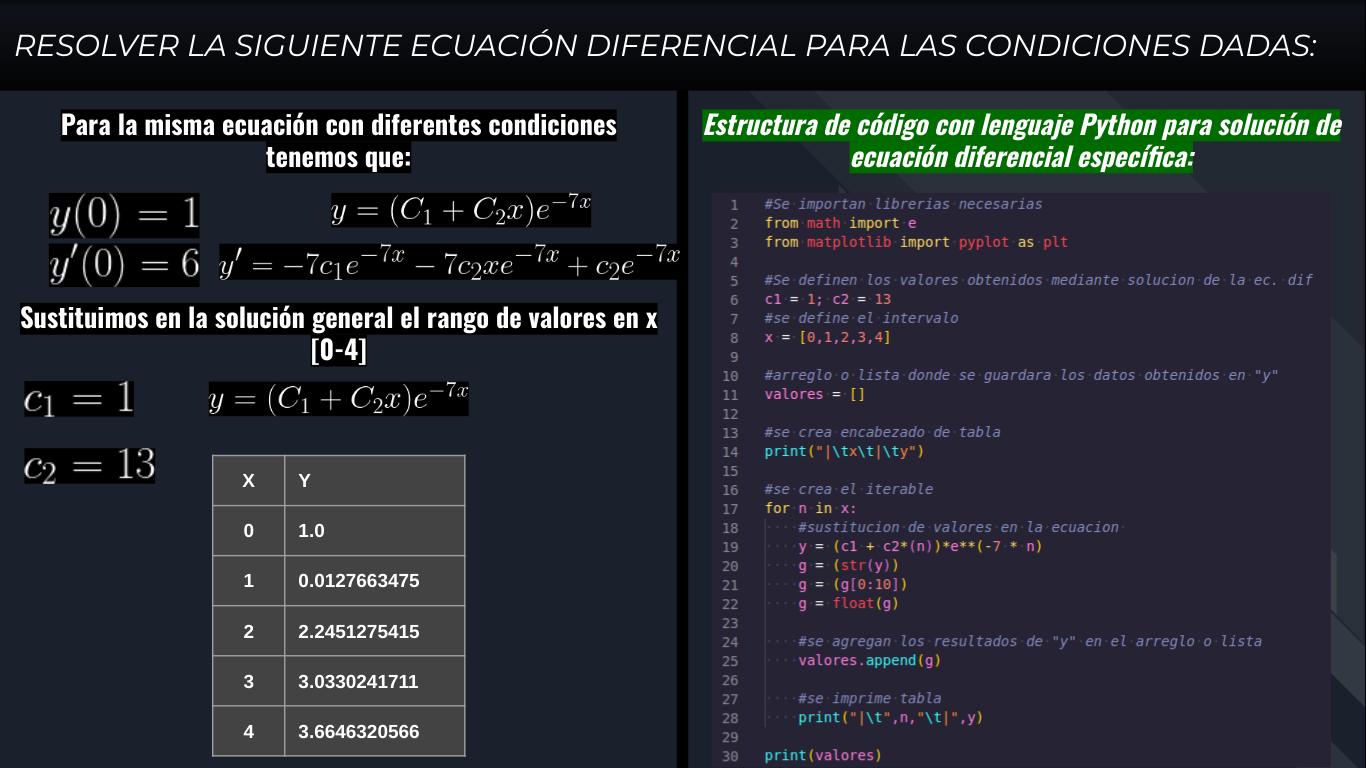 RESOLVER LA SIGUIENTE ECUACIÓN DIFERENCIAL PARA LAS CONDICIONES DADAS:
Para la misma ecuación con diferentes condiciones
tenemos que:
y(0) = 1
y = (C₁ + C₂x)e⁻⁷ˣ
y′(0) = 6
y′ = −7c₁e⁻⁷ˣ − 7c₂xe⁻⁷ˣ + c₂e⁻⁷ˣ
Sustituimos en la solución general el rango de valores en x
[0-4]
c₁ = 1
y = (C₁ + C₂x)e⁻⁷ˣ
c₂ = 13
X Y
0 1.0
1 0.0127663475
2 2.2451275415
3 3.0330241711
4 3.6646320566
Estructura de código con lenguaje Python para solución de
ecuación diferencial específica:
1 #Se importan librerias necesarias
2 from math import e
3 from matplotlib import pyplot as plt
4
5 #Se definen los valores obtenidos mediante solucion de la ec. dif
6 c1 = 1; c2 = 13
7 #se define el intervalo
8 x = [0,1,2,3,4]
9
10 #arreglo o lista donde se guardara los datos obtenidos en "y"
11 valores = []
12
13 #se crea encabezado de tabla
14 print("|\tx\t|\ty")
15
16 #se crea el iterable
17 for n in x:
18     #sustitucion de valores en la ecuacion
19     y = (c1 + c2*(n))*e**(-7 * n)
20     g = (str(y))
21     g = (g[0:10])
22     g = float(g)
23
24     #se agregan los resultados de "y" en el arreglo o lista
25     valores.append(g)
26
27     #se imprime tabla
28     print("|\t",n,"\t|",y)
29
30 print(valores)